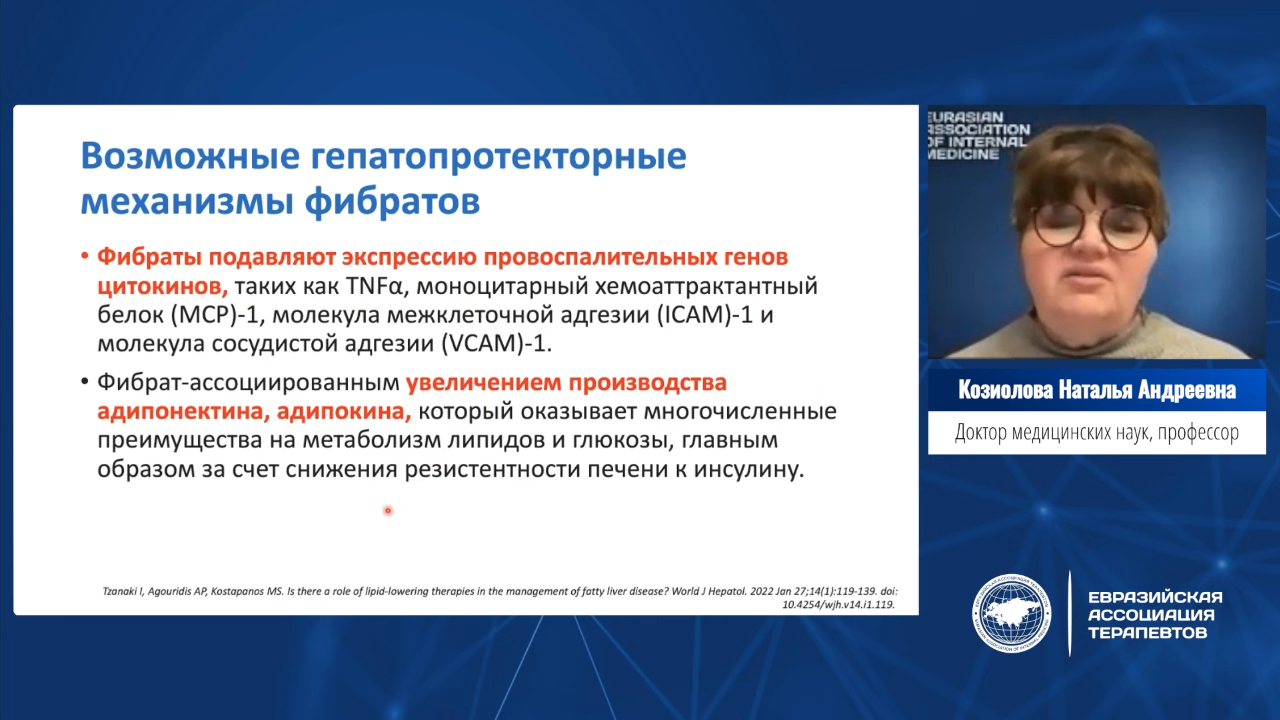 Возможные гепатопротекторные
механизмы фибратов
• Фибраты подавляют экспрессию провоспалительных генов
цитокинов, таких как TNFα, моноцитарный хемоаттрактантный
белок (MCP)-1, молекула межклеточной адгезии (ICAM)-1 и
молекула сосудистой адгезии (VCAM)-1.
• Фибрат-ассоциированным увеличением производства
адипонектина, адипокина, который оказывает многочисленные
преимущества на метаболизм липидов и глюкозы, главным
образом за счет снижения резистентности печени к инсулину.
Tzanaki I, Agouridis AP, Kostapanos MS. Is there a role of lipid-lowering therapies in the management of fatty liver disease? World J Hepatol. 2022 Jan 27;14(1):119-139. doi:
10.4254/wjh.v14.i1.119.
EURASIAN
ASSOCIATION
OF INTERNAL
MEDICINE
Козиолова Наталья Андреевна
Доктор медицинских наук, профессор
ЕВРАЗИЙСКАЯ
АССОЦИАЦИЯ
ТЕРАПЕВТОВ